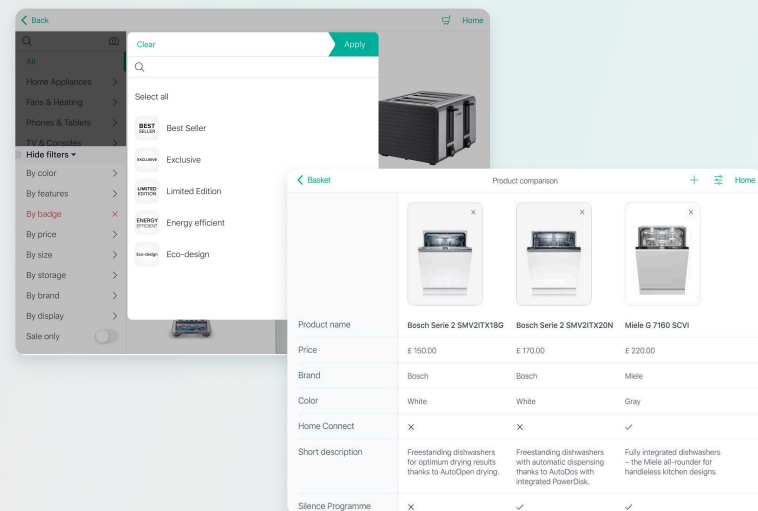 Back
Home
All
Home Appliances
Fans & Heating
Phones & Tablets
TV & Consoles
Hide filters
By color
By features
By badge
By price
By size
By storage
By brand
By display
Sale only
Clear
Apply
Select all
BEST
SELLER
Best Seller
EXCLUSIVE
Exclusive
LIMITED
EDITION
Limited Edition
ENERGY
EFFICIENT
Energy efficient
Eco-design
Eco-design
Basket
Product comparison
Home
Product name
Bosch Serie 2 SMV2ITX18G
Bosch Serie 2 SMV2ITX20N
Miele G 7160 SCVI
Price
£ 150.00
£ 170.00
£ 220.00
Brand
Bosch
Bosch
Miele
Color
White
White
Gray
Home Connect
Short description
Freestanding dishwashers
for optimum drying results
thanks to AutoOpen drying.
Freestanding dishwashers
with automatic dispensing
thanks to AutoDos with
integrated PowerDisk.
Fully integrated dishwashers
– the Miele all-rounder for
handleless kitchen designs.
Silence Programme